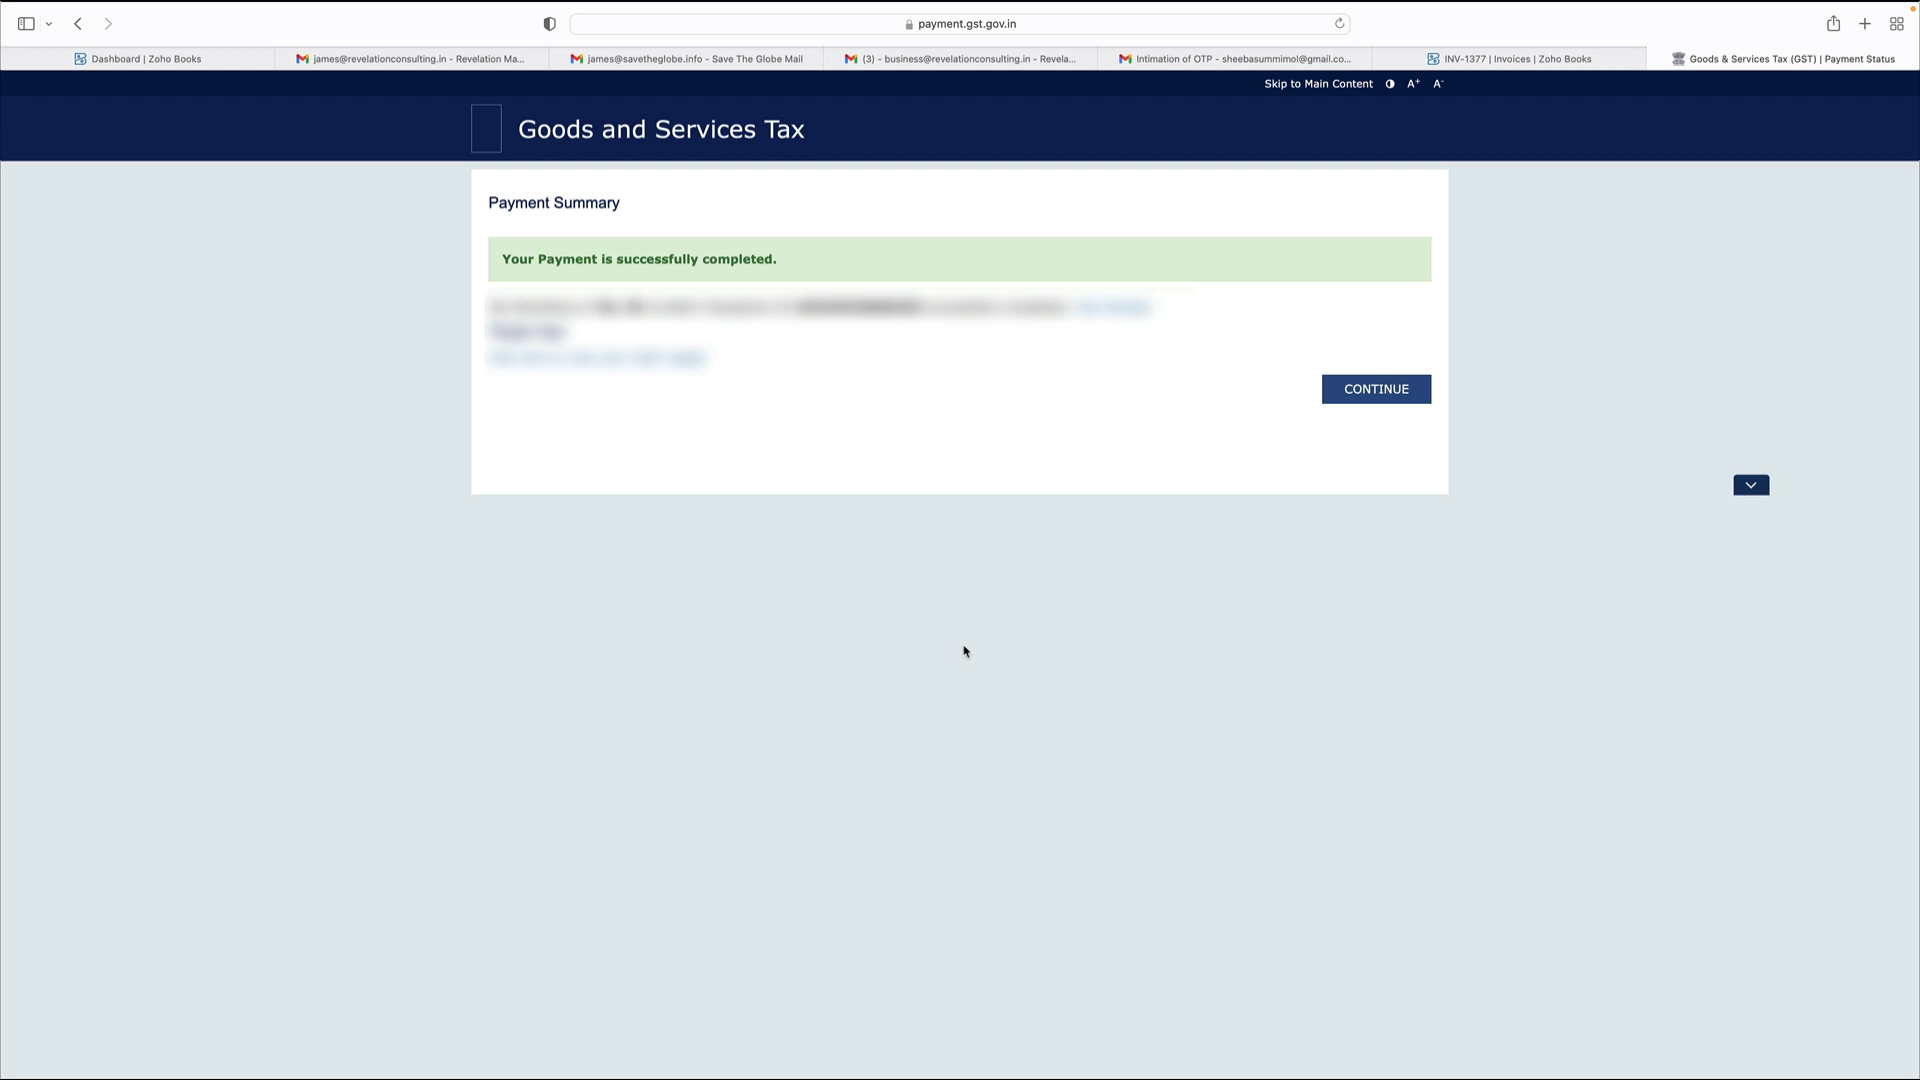 payment.gst.gov.in
Dashboard | Zoho Books
james@revelationconsulting.in - Revelation Ma...
james@savetheglobe.info - Save The Globe Mail
(3) - business@revelationconsulting.in - Revela...
Intimation of OTP - sheebasummimol@gmail.co...
INV-1377 | Invoices | Zoho Books
Goods & Services Tax (GST) | Payment Status
Skip to Main Content A+ A-
Goods and Services Tax
Payment Summary
Your Payment is successfully completed.
CONTINUE